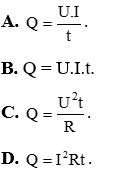 A. Q = U.I / t .
B. Q = U.I.t.
C. Q = U²t / R .
D. Q = I²Rt .